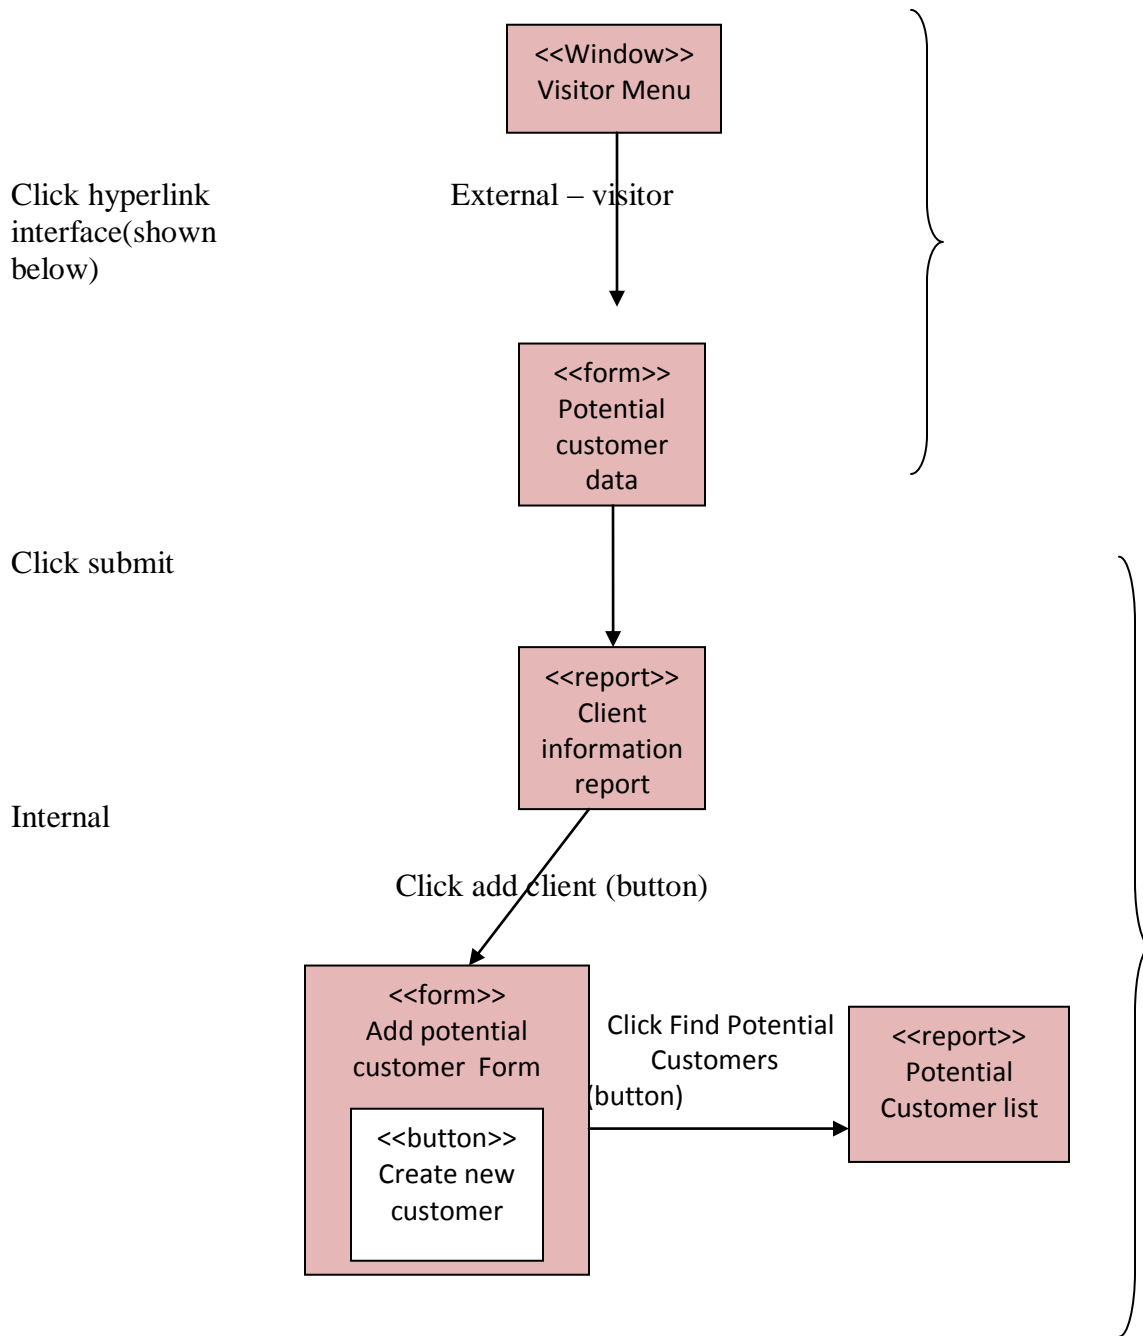 <<Window>>
Visitor Menu
Click hyperlink
interface(shown
below)
External – visitor
<<form>>
Potential
customer
data
Click submit
<<report>>
Client
information
report
Internal
Click add client (button)
<<form>>
Add potential
customer  Form
<<button>>
Create new
customer
Click Find Potential
Customers
(button)
<<report>>
Potential
Customer list